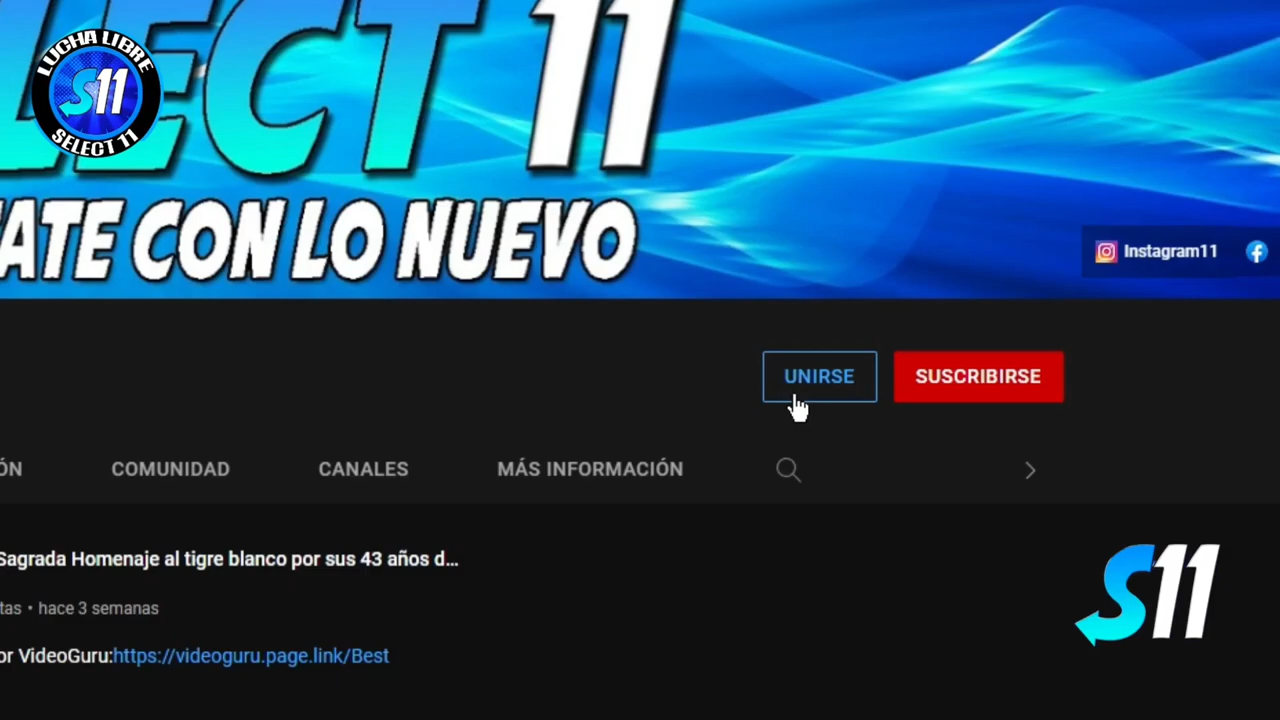 LECT 11
LUCHA LIBRE
S11
SELECT 11
ATE CON LO NUEVO
Instagram11
UNIRSE
SUSCRIBIRSE
ÓN
COMUNIDAD
CANALES
MÁS INFORMACIÓN
Sagrada Homenaje al tigre blanco por sus 43 años d...
tas • hace 3 semanas
or VideoGuru:https://videoguru.page.link/Best
S11